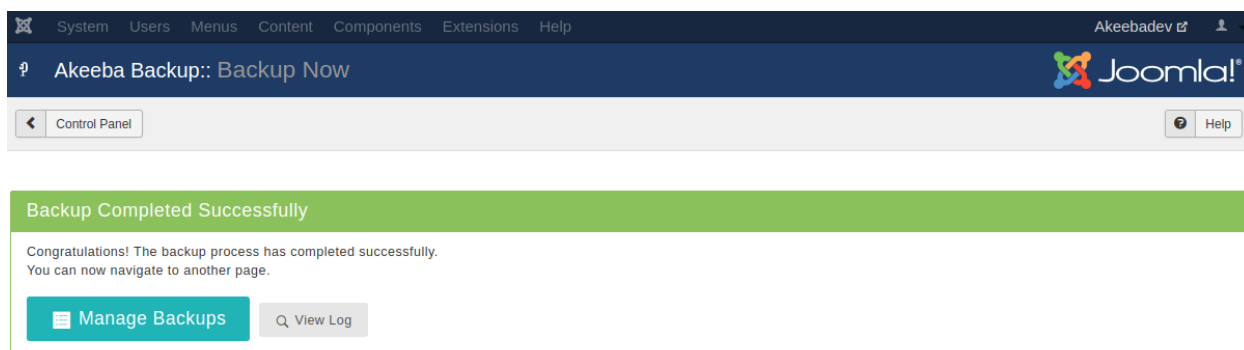 System Users Menus Content Components Extensions Help Akeebadev
Akeeba Backup:: Backup Now Joomla!®
Control Panel Help
Backup Completed Successfully
Congratulations! The backup process has completed successfully.
You can now navigate to another page.
Manage Backups View Log